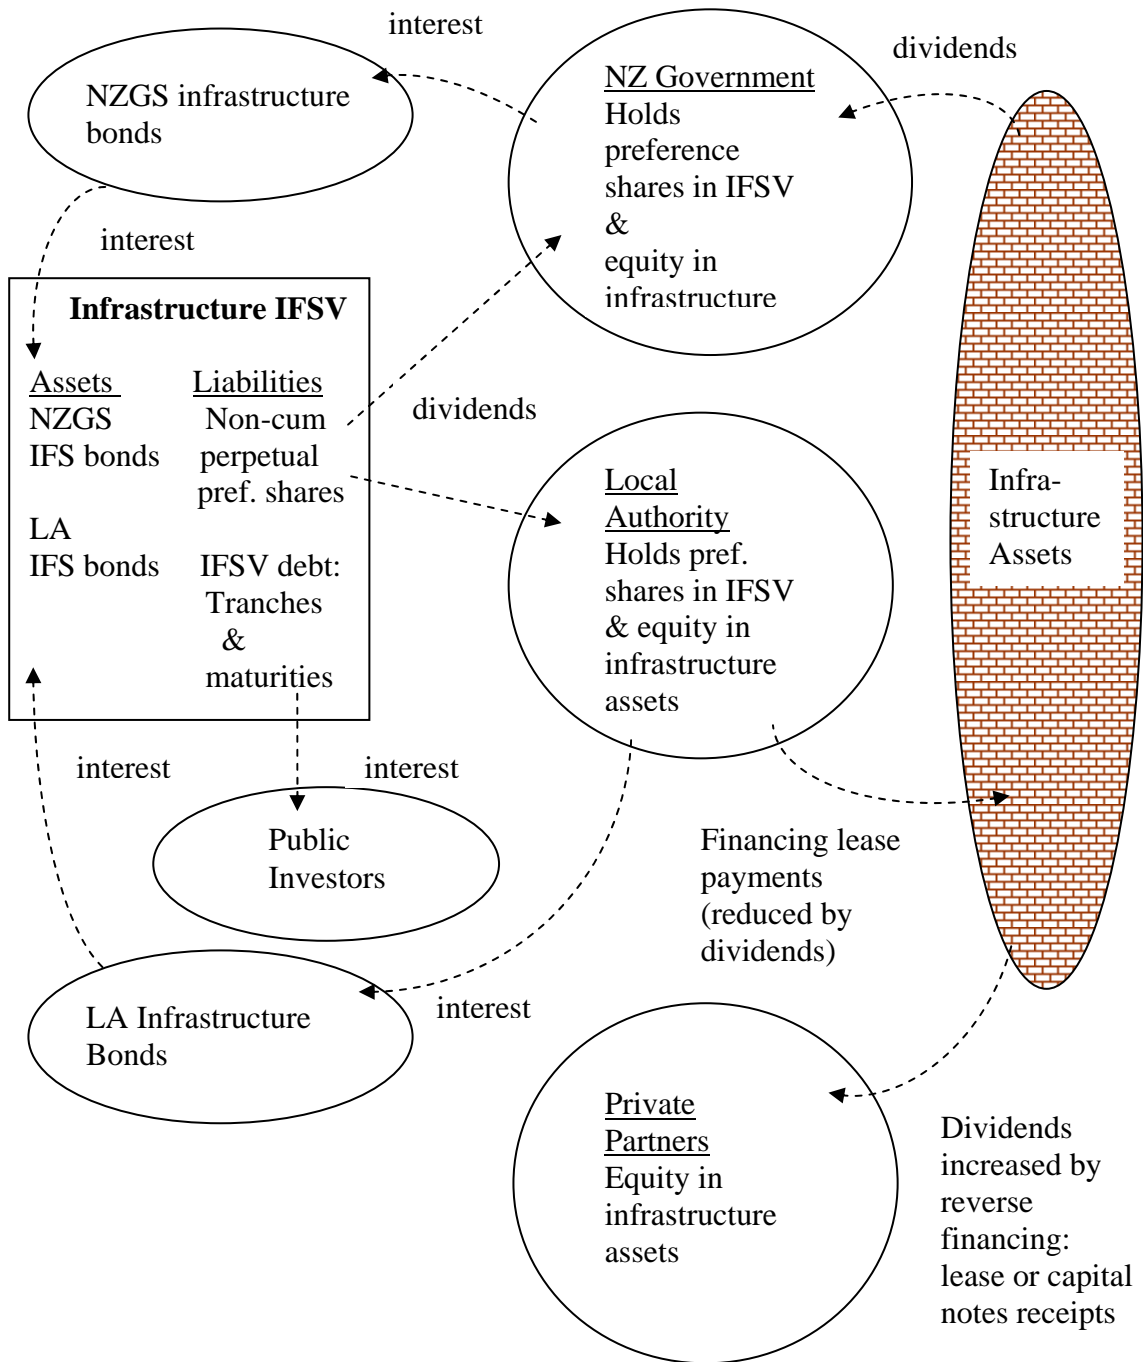 interest
dividends
NZGS infrastructure
bonds
NZ Government
Holds
preference
shares in IFSV
&
equity in
infrastructure
interest
Infrastructure IFSV
Assets
NZGS
IFS bonds
LA
IFS bonds
Liabilities
Non-cum
perpetual
pref. shares
IFSV debt:
Tranches
&
maturities
dividends
Local
Authority
Holds pref.
shares in IFSV
& equity in
infrastructure
assets
Infra-
structure
Assets
interest
interest
Public
Investors
Financing lease
payments
(reduced by
dividends)
LA Infrastructure
Bonds
interest
Private
Partners
Equity in
infrastructure
assets
Dividends
increased by
reverse
financing:
lease or capital
notes receipts